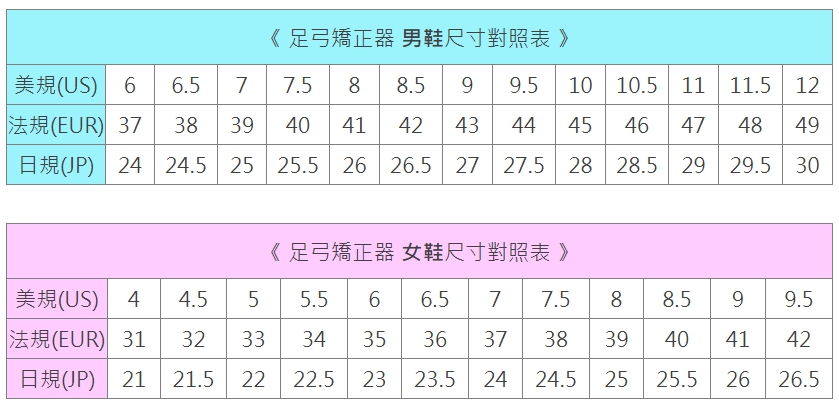 《 足弓矯正器 男鞋尺寸對照表 》
美規(US) 6 6.5 7 7.5 8 8.5 9 9.5 10 10.5 11 11.5 12
法規(EUR) 37 38 39 40 41 42 43 44 45 46 47 48 49
日規(JP) 24 24.5 25 25.5 26 26.5 27 27.5 28 28.5 29 29.5 30
《 足弓矯正器 女鞋尺寸對照表 》
美規(US) 4 4.5 5 5.5 6 6.5 7 7.5 8 8.5 9 9.5
法規(EUR) 31 32 33 34 35 36 37 38 39 40 41 42
日規(JP) 21 21.5 22 22.5 23 23.5 24 24.5 25 25.5 26 26.5